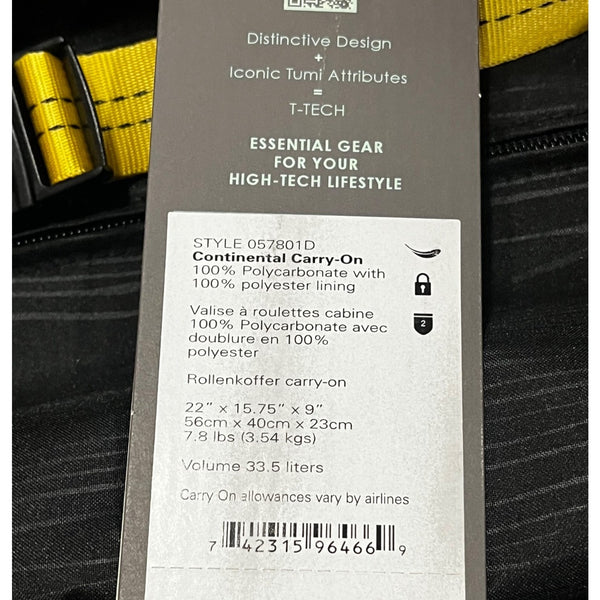 Distinctive Design
+
Iconic Tumi Attributes
=
T-TECH
ESSENTIAL GEAR
FOR YOUR
HIGH-TECH LIFESTYLE
STYLE 057801D
Continental Carry-On
100% Polycarbonate with
100% polyester lining
2
Valise à roulettes cabine
100% Polycarbonate avec
doublure en 100%
polyester
Rollenkoffer carry-on
22" x 15.75" x 9"
56cm x 40cm x 23cm
7.8 lbs (3.54 kgs)
Volume 33.5 liters
Carry On allowances vary by airlines
7 42315 96466 9